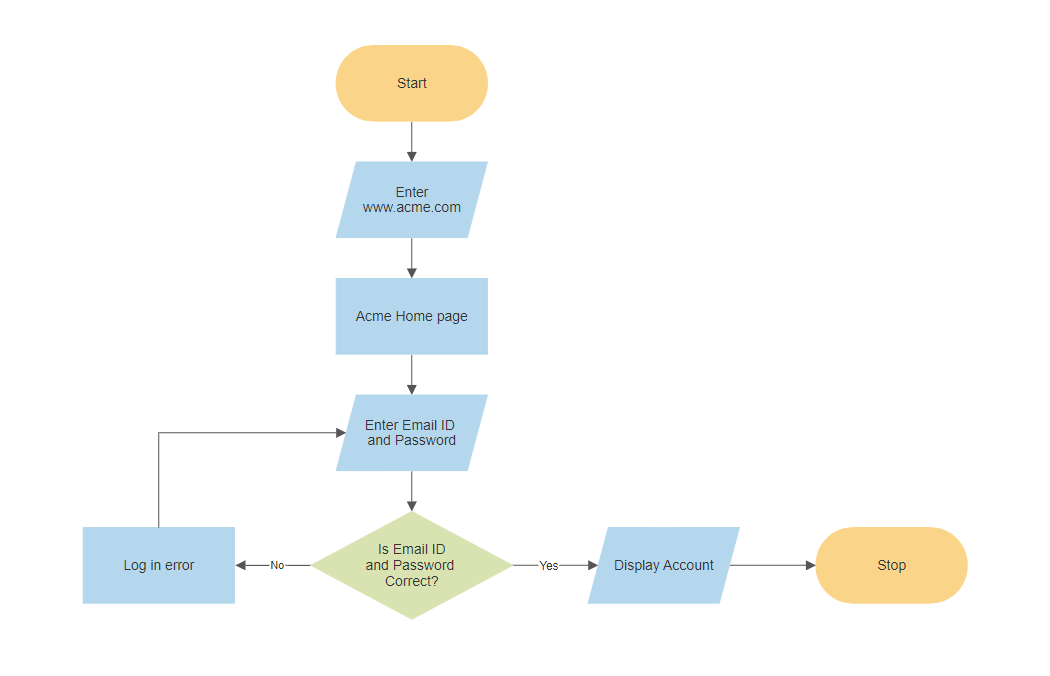 Start
Enter
www.acme.com
Acme Home page
Enter Email ID
and Password
Is Email ID
and Password
Correct?
No
Log in error
Yes
Display Account
Stop